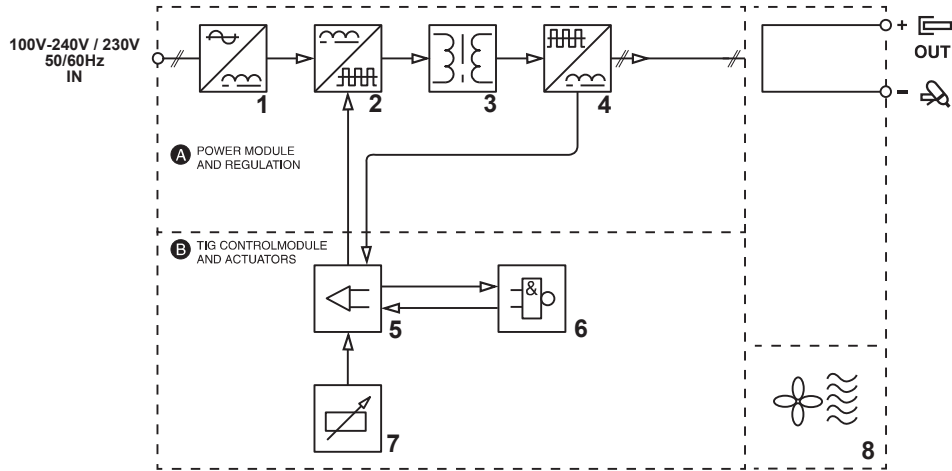 100V-240V / 230V
50/60Hz
IN
1
2
3
4
+
OUT
-
A POWER MODULE
AND REGULATION
B TIG CONTROLMODULE
AND ACTUATORS
5
&
6
7
8